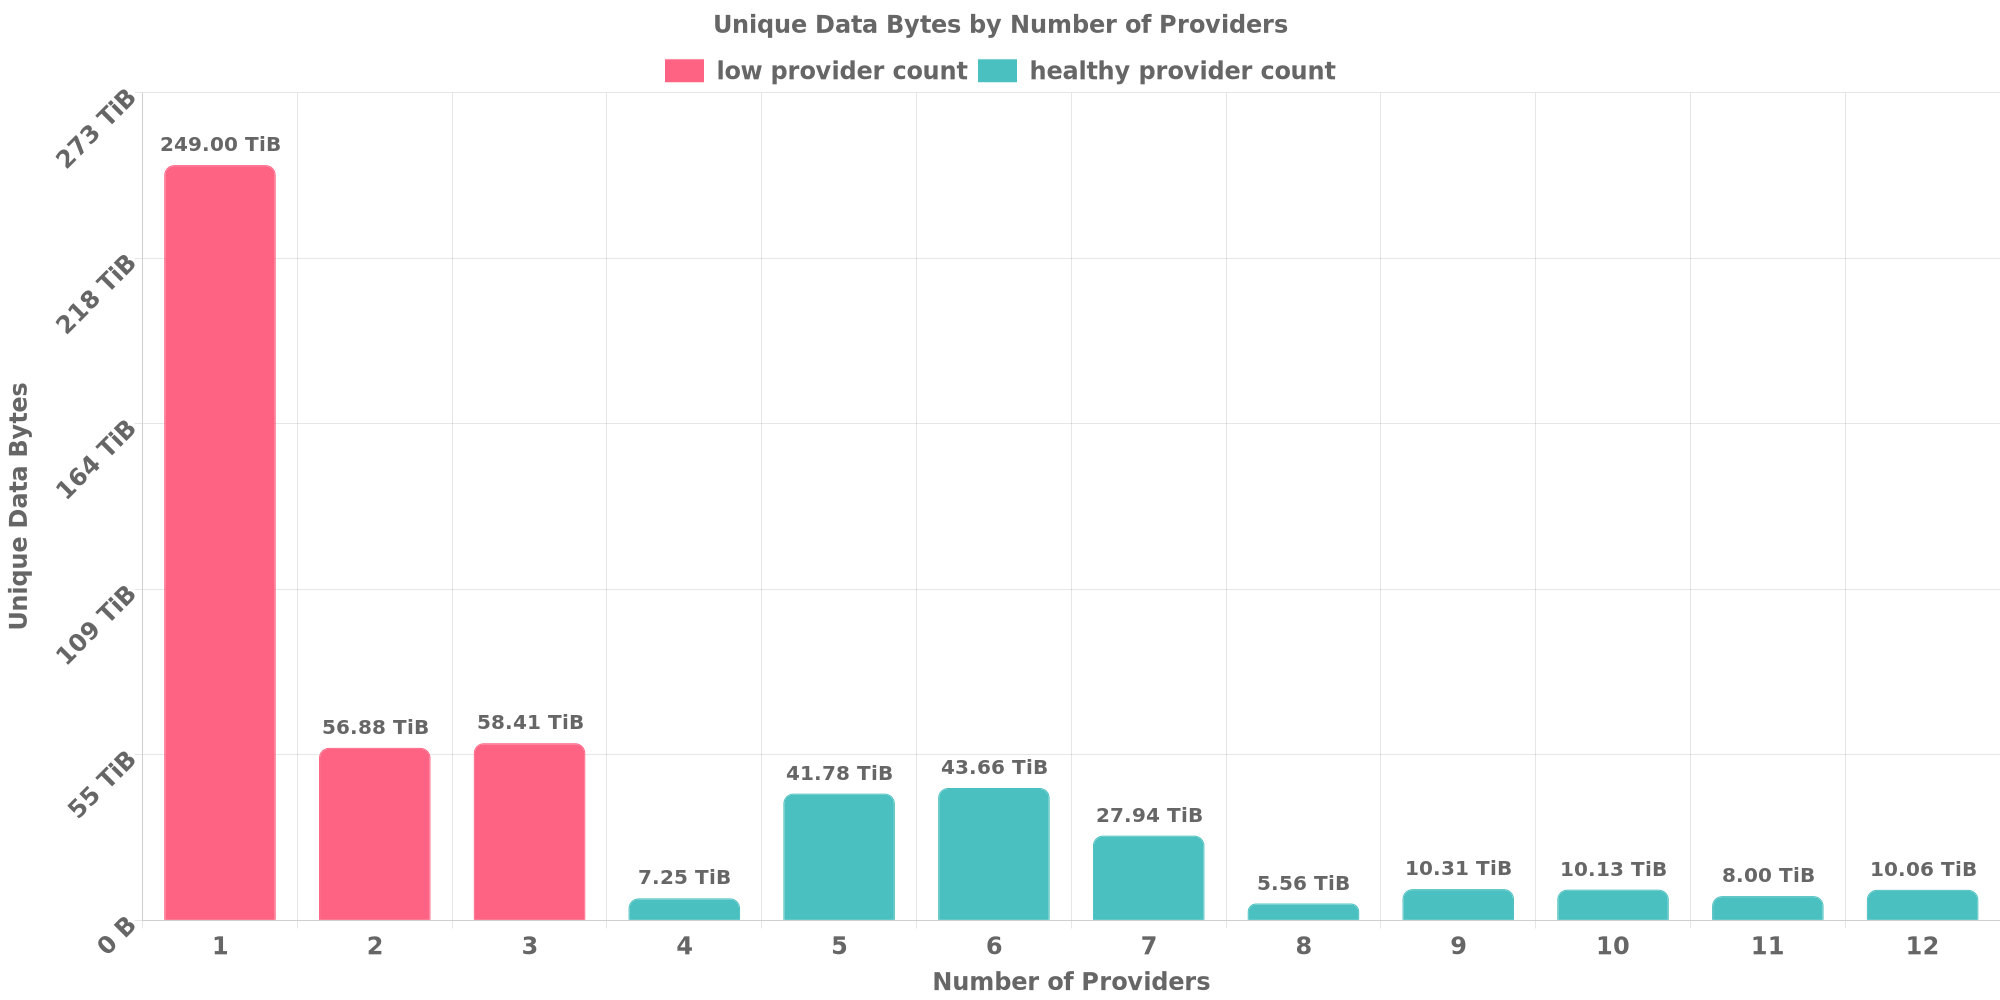 Unique Data Bytes by Number of Providers
low provider count healthy provider count
273 TiB
218 TiB
164 TiB
109 TiB
55 TiB
0 B
Unique Data Bytes
249.00 TiB
56.88 TiB
58.41 TiB
7.25 TiB
41.78 TiB
43.66 TiB
27.94 TiB
5.56 TiB
10.31 TiB
10.13 TiB
8.00 TiB
10.06 TiB
1 2 3 4 5 6 7 8 9 10 11 12
Number of Providers